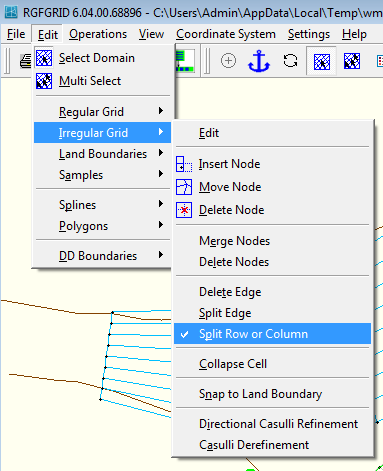 RGFGRID 6.04.00.68896 - C:\Users\Admin\AppData\Local\Temp\wm
File Edit Operations View Coordinate System Settings Help
Select Domain
Multi Select
Regular Grid
Irregular Grid
Land Boundaries
Samples
Splines
Polygons
DD Boundaries
Edit
Insert Node
Move Node
Delete Node
Merge Nodes
Delete Nodes
Delete Edge
Split Edge
Split Row or Column
Collapse Cell
Snap to Land Boundary
Directional Casulli Refinement
Casulli Derefinement